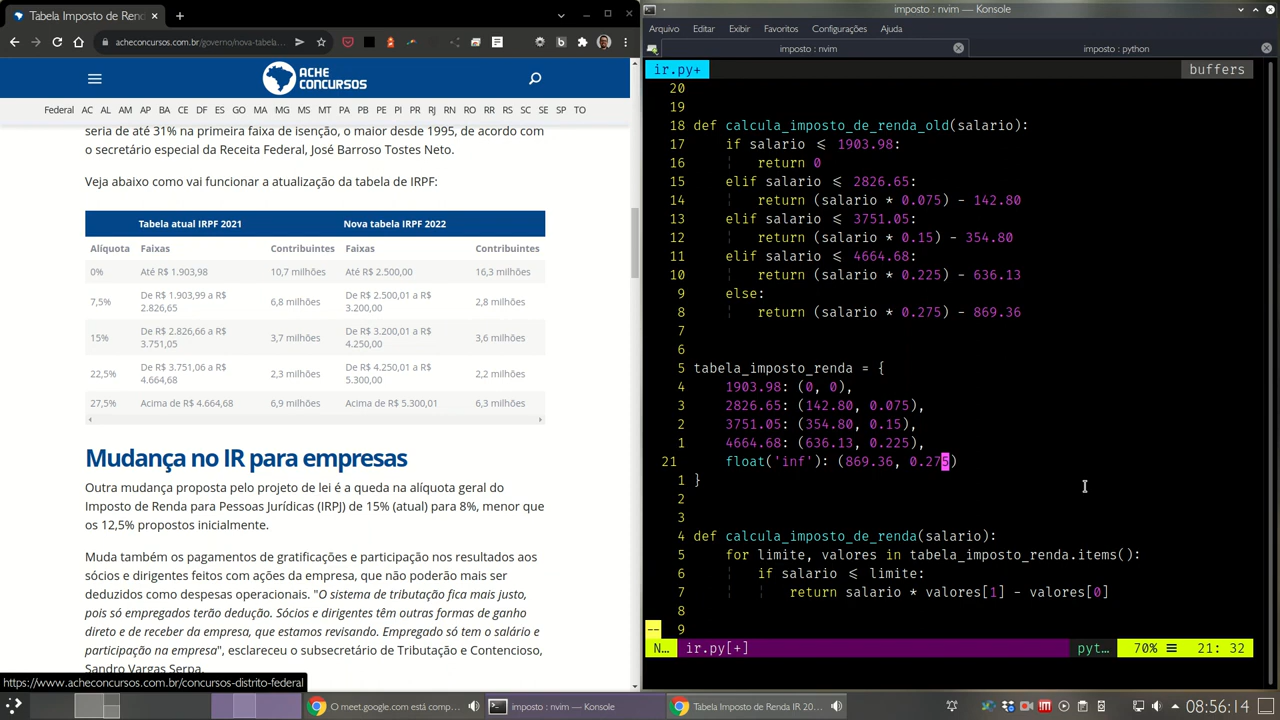 Tabela Imposto de Ren
acheconcursos.com.br/governo/nova-tabela...
ACHE
CONCURSOS
Federal AC AL AM AP BA CE DF ES GO MA MG MS MT PA PB PE PI PR RJ RN RO RR RS SC SE SP TO
seria de até 31% na primeira faixa de isenção, o maior desde 1995, de acordo com
o secretário especial da Receita Federal, José Barroso Tostes Neto.
Veja abaixo como vai funcionar a atualização da tabela de IRPF:
Tabela atual IRPF 2021 Nova tabela IRPF 2022
Alíquota Faixas Contribuintes Faixas Contribuintes
0% Até R$ 1.903,98 10,7 milhões Até R$ 2.500,00 16,3 milhões
7,5% De R$ 1.903,99 a R$ 2.826,65 6,8 milhões De R$ 2.500,01 a R$ 3.200,00 2,8 milhões
15% De R$ 2.826,66 a R$ 3.751,05 3,7 milhões De R$ 3.200,01 a R$ 4.250,00 3,6 milhões
22,5% De R$ 3.751,06 a R$ 4.664,68 2,3 milhões De R$ 4.250,01 a R$ 5.300,00 2,2 milhões
27,5% Acima de R$ 4.664,68 6,9 milhões Acima de R$ 5.300,01 6,3 milhões
Mudança no IR para empresas
Outra mudança proposta pelo projeto de lei é a queda na alíquota geral do
Imposto de Renda para Pessoas Jurídicas (IRPJ) de 15% (atual) para 8%, menor que
os 12,5% propostos inicialmente.
Muda também os pagamentos de gratificações e participação nos resultados aos
sócios e dirigentes feitos com ações da empresa, que não poderão mais ser
deduzidos como despesas operacionais. "O sistema de tributação fica mais justo,
pois só empregados terão dedução. Sócios e dirigentes têm outras formas de ganho
direto e de receber da empresa, que estamos revisando. Empregado só tem o salário e
participação na empresa", esclareceu o subsecretário de Tributação e Contencioso,
Sandro Vargas Serpa.
https://www.acheconcursos.com.br/concursos-distrito-federal
imposto : nvim — Konsole
Arquivo Editar Exibir Favoritos Configurações Ajuda
imposto : nvim imposto : python
ir.py+ buffers
20
19
18 def calcula_imposto_de_renda_old(salario):
17 if salario ≤ 1903.98:
16 return 0
15 elif salario ≤ 2826.65:
14 return (salario * 0.075) - 142.80
13 elif salario ≤ 3751.05:
12 return (salario * 0.15) - 354.80
11 elif salario ≤ 4664.68:
10 return (salario * 0.225) - 636.13
9 else:
8 return (salario * 0.275) - 869.36
7
6
5 tabela_imposto_renda = {
4 1903.98: (0, 0),
3 2826.65: (142.80, 0.075),
2 3751.05: (354.80, 0.15),
1 4664.68: (636.13, 0.225),
21 float('inf'): (869.36, 0.275)
1 }
2
3
4 def calcula_imposto_de_renda(salario):
5 for limite, valores in tabela_imposto_renda.items():
6 if salario ≤ limite:
7 return salario * valores[1] - valores[0]
8
-- 9
N... ir.py[+] pyt... 70% ☰ 21: 32
O meet.google.com está comp...
imposto : nvim — Konsole
Tabela Imposto de Renda IR 20...
08:56:14